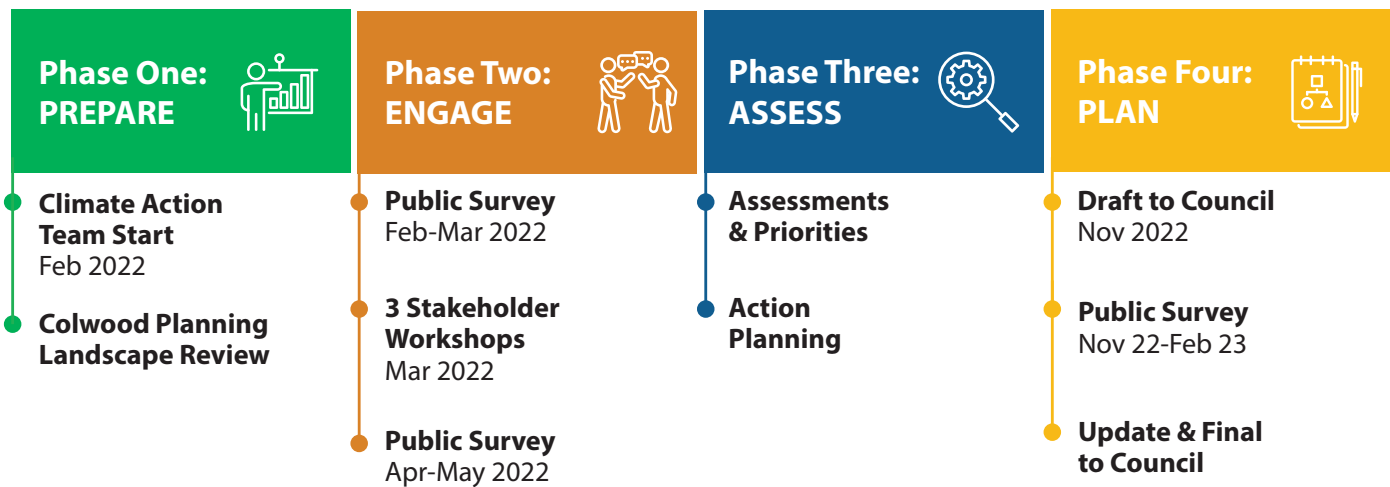 Phase One:
PREPARE
Climate Action
Team Start
Feb 2022
Colwood Planning
Landscape Review
Phase Two:
ENGAGE
Public Survey
Feb-Mar 2022
3 Stakeholder
Workshops
Mar 2022
Public Survey
Apr-May 2022
Phase Three:
ASSESS
Assessments
& Priorities
Action
Planning
Phase Four:
PLAN
Draft to Council
Nov 2022
Public Survey
Nov 22-Feb 23
Update & Final
to Council